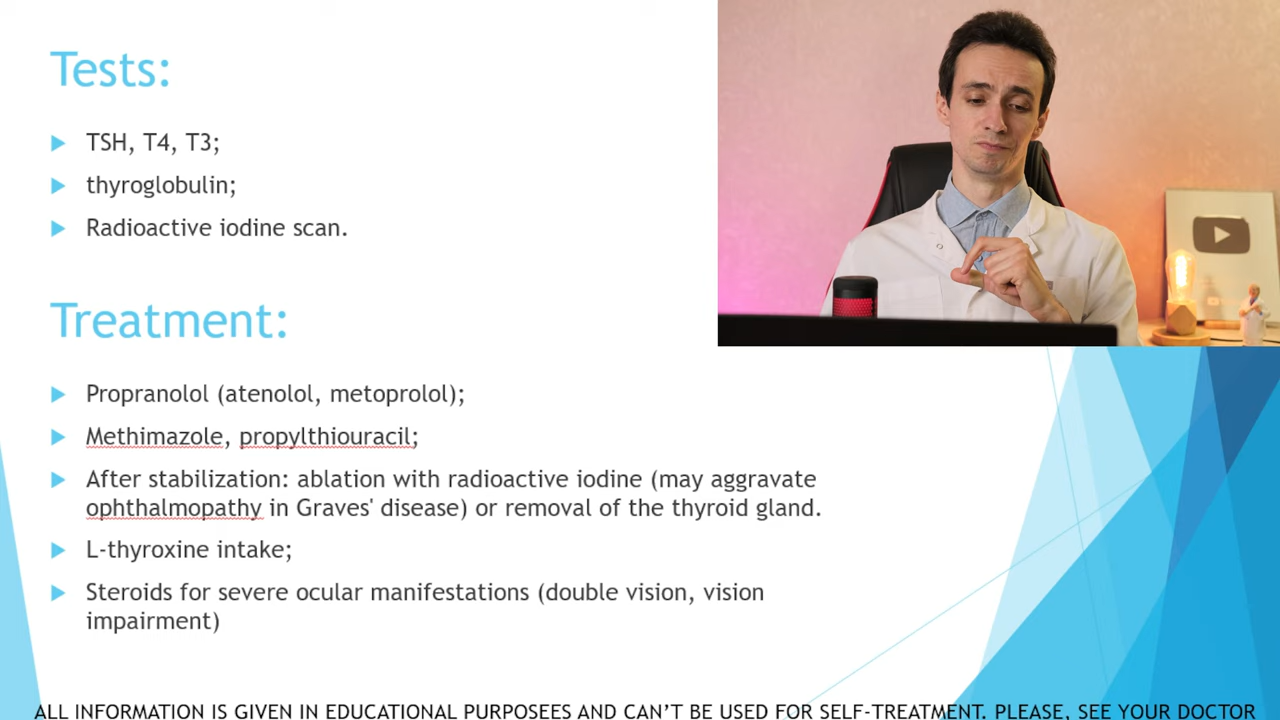 Tests:
TSH, T4, T3;
thyroglobulin;
Radioactive iodine scan.
Treatment:
Propranolol (atenolol, metoprolol);
Methimazole, propylthiouracil;
After stabilization: ablation with radioactive iodine (may aggravate
ophthalmopathy in Graves' disease) or removal of the thyroid gland.
L-thyroxine intake;
Steroids for severe ocular manifestations (double vision, vision
impairment)
ALL INFORMATION IS GIVEN IN EDUCATIONAL PURPOSEES AND CAN’T BE USED FOR SELF-TREATMENT. PLEASE, SEE YOUR DOCTOR